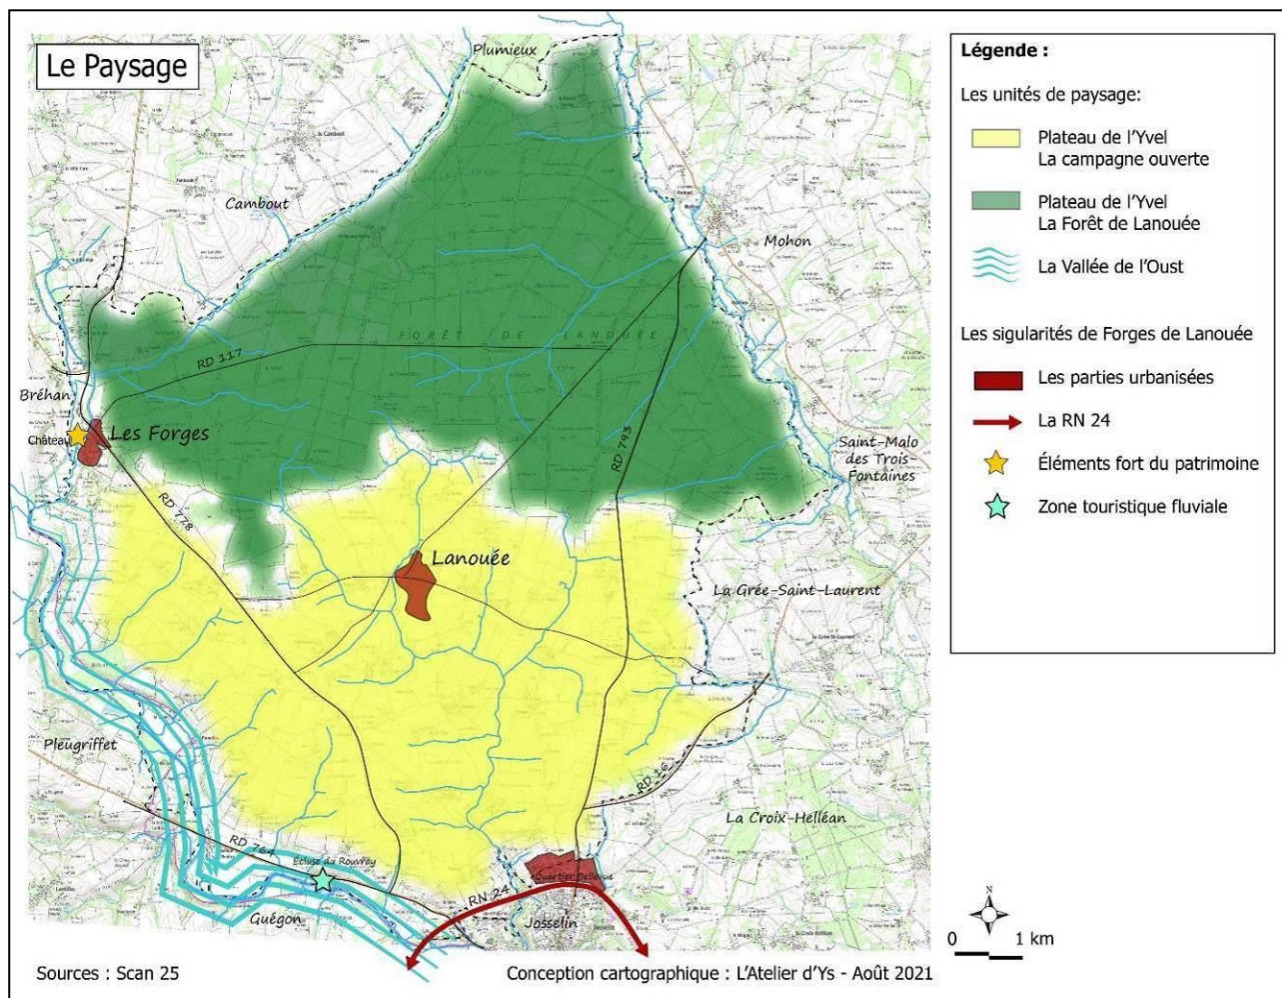 Le Paysage
Plumieux
Cambout
Mohon
FORÊT DE LANOUÉE
RD 117
Bréhan
Château
Les Forges
RD 793
Saint-Malo
des Trois-
Fontaines
RD 778
Lanouée
La Grée-Saint-Laurent
Pleugriffet
RD 16
La Croix-Helléan
RD 764
Écluse du Rouvray
Quartier Bellevue
RN 24
Guégon
Josselin
Légende :
Les unités de paysage:
Plateau de l'Yvel
La campagne ouverte
Plateau de l'Yvel
La Forêt de Lanouée
La Vallée de l'Oust
Les sigularités de Forges de Lanouée
Les parties urbanisées
La RN 24
Éléments fort du patrimoine
Zone touristique fluviale
N
0 1 km
Sources : Scan 25
Conception cartographique : L'Atelier d'Ys - Août 2021